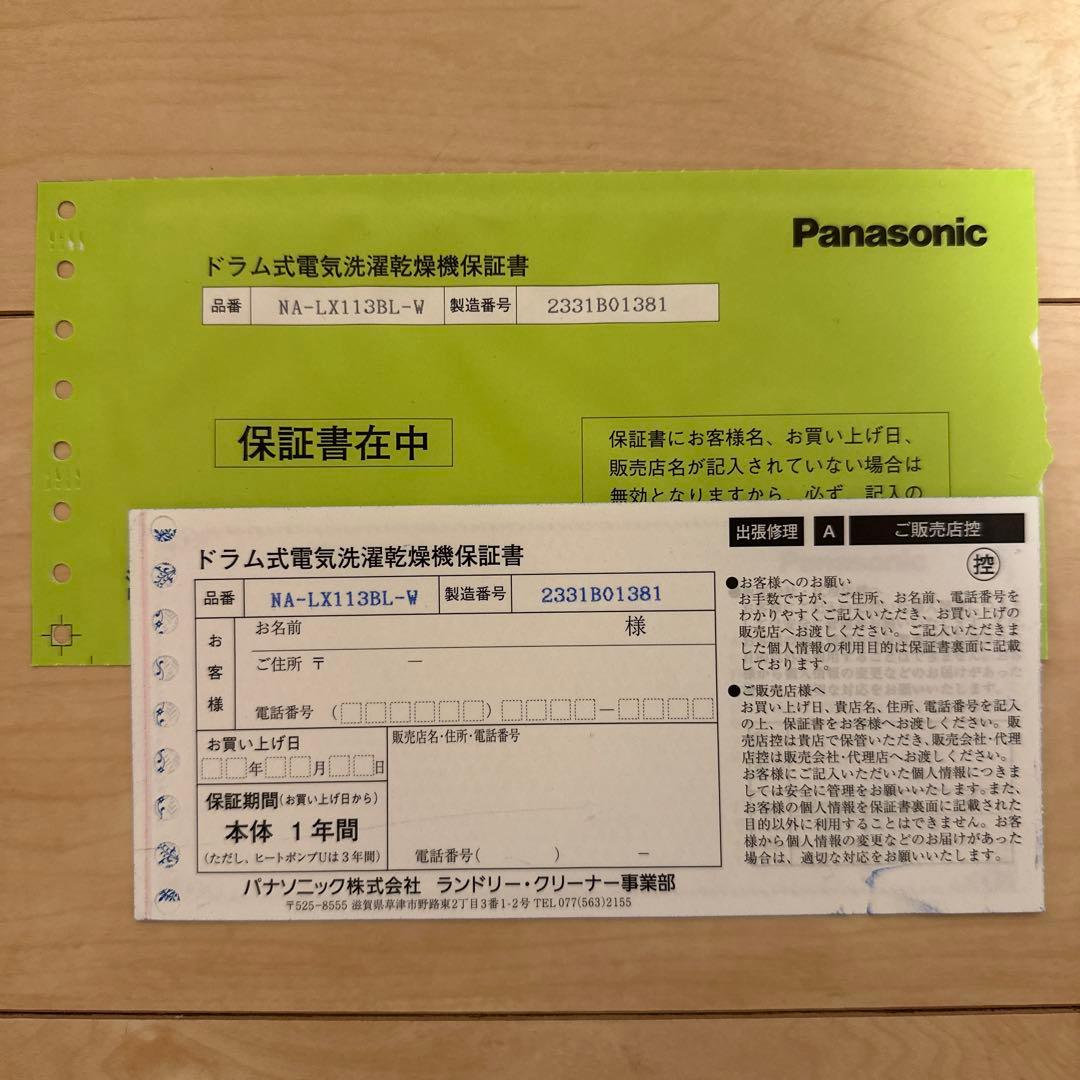 Panasonic
ドラム式電気洗濯乾燥機保証書
品番 NA-LX113BL-W 製造番号 2331B01381
保証書在中
保証書にお客様名、お買い上げ日、
販売店名が記入されていない場合は
無効となりますから、必ず、記入の
出張修理 A ご販売店控
控
ドラム式電気洗濯乾燥機保証書
品番 NA-LX113BL-W 製造番号 2331B01381
お客様
お名前 様
ご住所 〒 －
電話番号 ( ) －
お買い上げ日
年 月 日
保証期間(お買い上げ日から)
本体 1年間
(ただし、ヒートポンプUは3年間)
販売店名・住所・電話番号
電話番号( ) －
パナソニック株式会社 ランドリー・クリーナー事業部
〒525-8555 滋賀県草津市野路東2丁目3番1-2号 TEL 077(563)2155
●お客様へのお願い
お手数ですが、ご住所、お名前、電話番号を
わかりやすくご記入いただき、お買い上げの
販売店へお渡しください。ご記入いただきま
した個人情報の利用目的は保証書裏面に記載
しております。
●ご販売店様へ
お買い上げ日、貴店名、住所、電話番号を記入
の上、保証書をお客様へお渡しください。販
売店控は貴店で保管いただき、販売会社・代理
店控は販売会社・代理店へお渡しください。
お客様にご記入いただいた個人情報につきま
しては安全に管理をお願いいたします。また、
お客様の個人情報を保証書裏面に記載された
目的以外に利用することはできません。お客
様から個人情報の変更などのお届けがあった
場合は、適切な対応をお願いいたします。